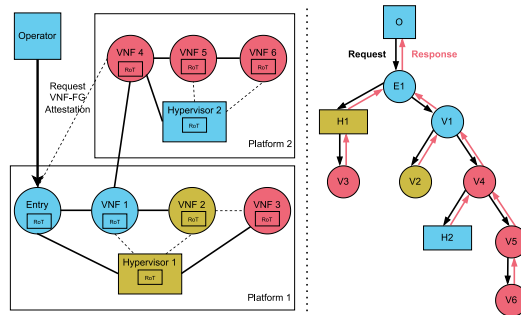 Operator
Request
VNF-FG
Attestation
VNF 4
RoT
VNF 5
RoT
VNF 6
RoT
Hypervisor 2
RoT
Platform 2
Entry
RoT
VNF 1
RoT
VNF 2
RoT
VNF 3
RoT
Hypervisor 1
RoT
Platform 1
O
Request
Response
E1
H1
V1
V3
V2
V4
H2
V5
V6